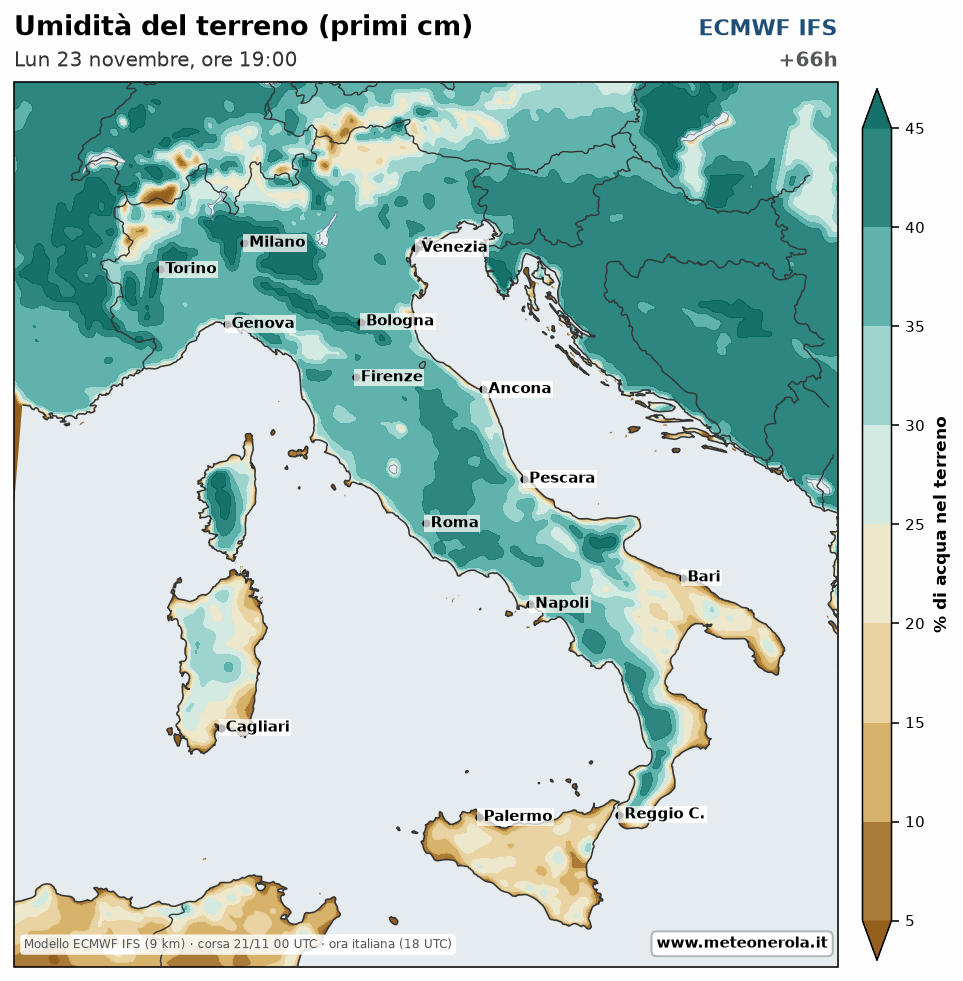 Umidità del terreno (primi cm)
ECMWF IFS
Lun 23 novembre, ore 19:00
+66h
Milano
Venezia
Torino
Genova
Bologna
Firenze
Ancona
Pescara
Roma
Bari
Napoli
Cagliari
Palermo
Reggio C.
45
40
35
30
25
20
15
10
5
% di acqua nel terreno
Modello ECMWF IFS (9 km) · corsa 21/11 00 UTC · ora italiana (18 UTC)
www.meteonerola.it